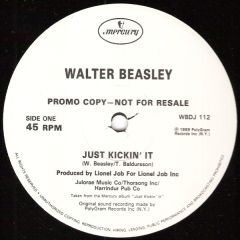 mercury
WALTER BEASLEY
PROMO COPY—NOT FOR RESALE
SIDE ONE
45 RPM
WBDJ 112
℗ 1989 PolyGram
Records Inc (N.Y.)
JUST KICKIN' IT
(W. Beasley/T. Baldursson)
Produced by Lionel Job For Lionel Job Inc
Julorae Music Co/Thorsong Inc/
Harrindur Pub Co
Taken from the Mercury album "Just Kickin' It"
Original sound recording made by
PolyGram Records Inc (N.Y.)